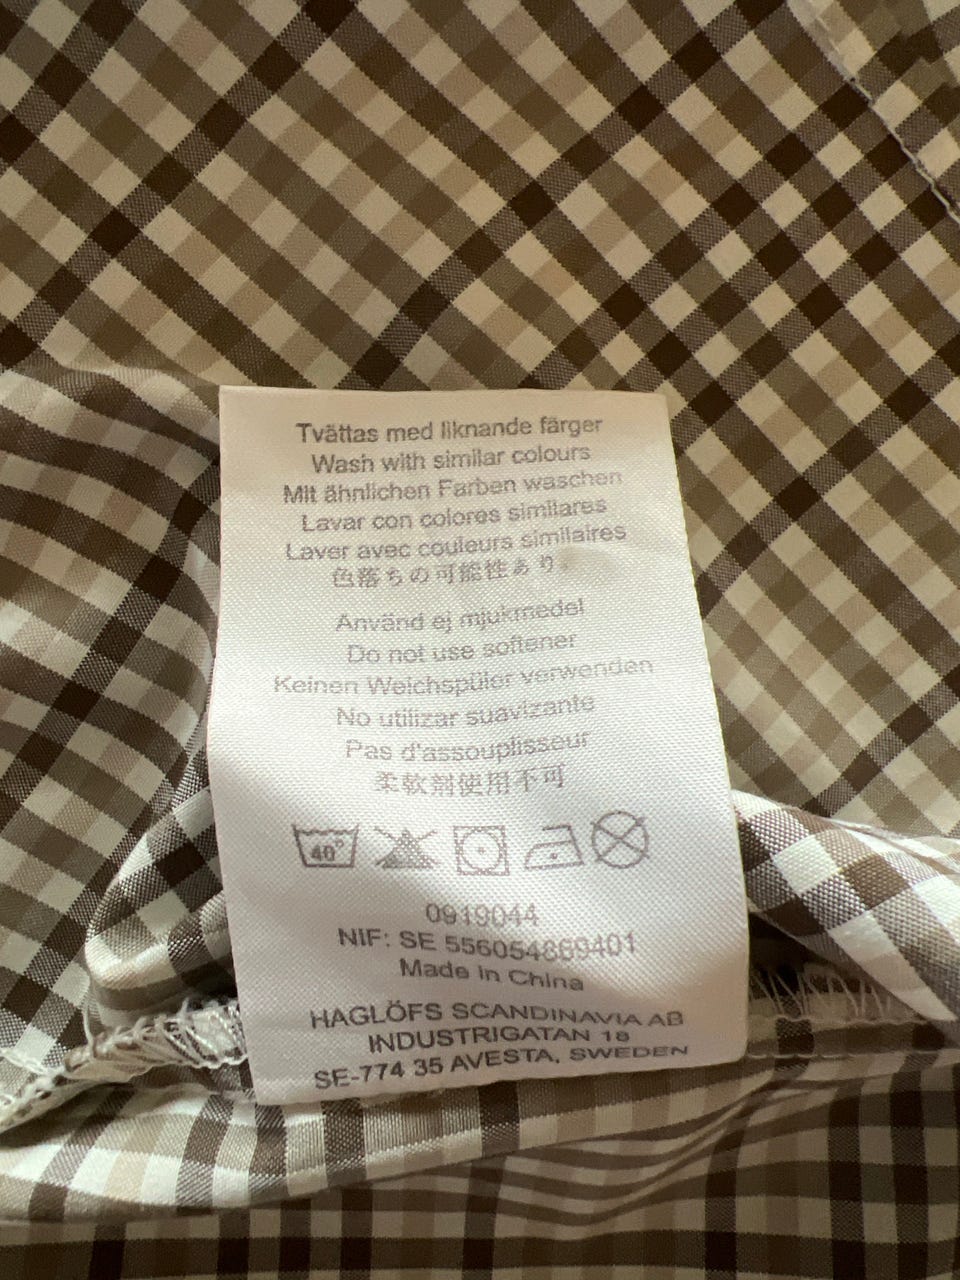 Tvättas med liknande färger
Wash with similar colours
Mit ähnlichen Farben waschen
Lavar con colores similares
Laver avec couleurs similaires
色落ちの可能性あり。
Använd ej mjukmedel
Do not use softener
Keinen Weichspüler verwenden
No utilizar suavizante
Pas d'assouplisseur
柔軟剤使用不可
40°
0919044
NIF: SE 556054869401
Made in China
HAGLÖFS SCANDINAVIA AB
INDUSTRIGATAN 18
SE-774 35 AVESTA, SWEDEN